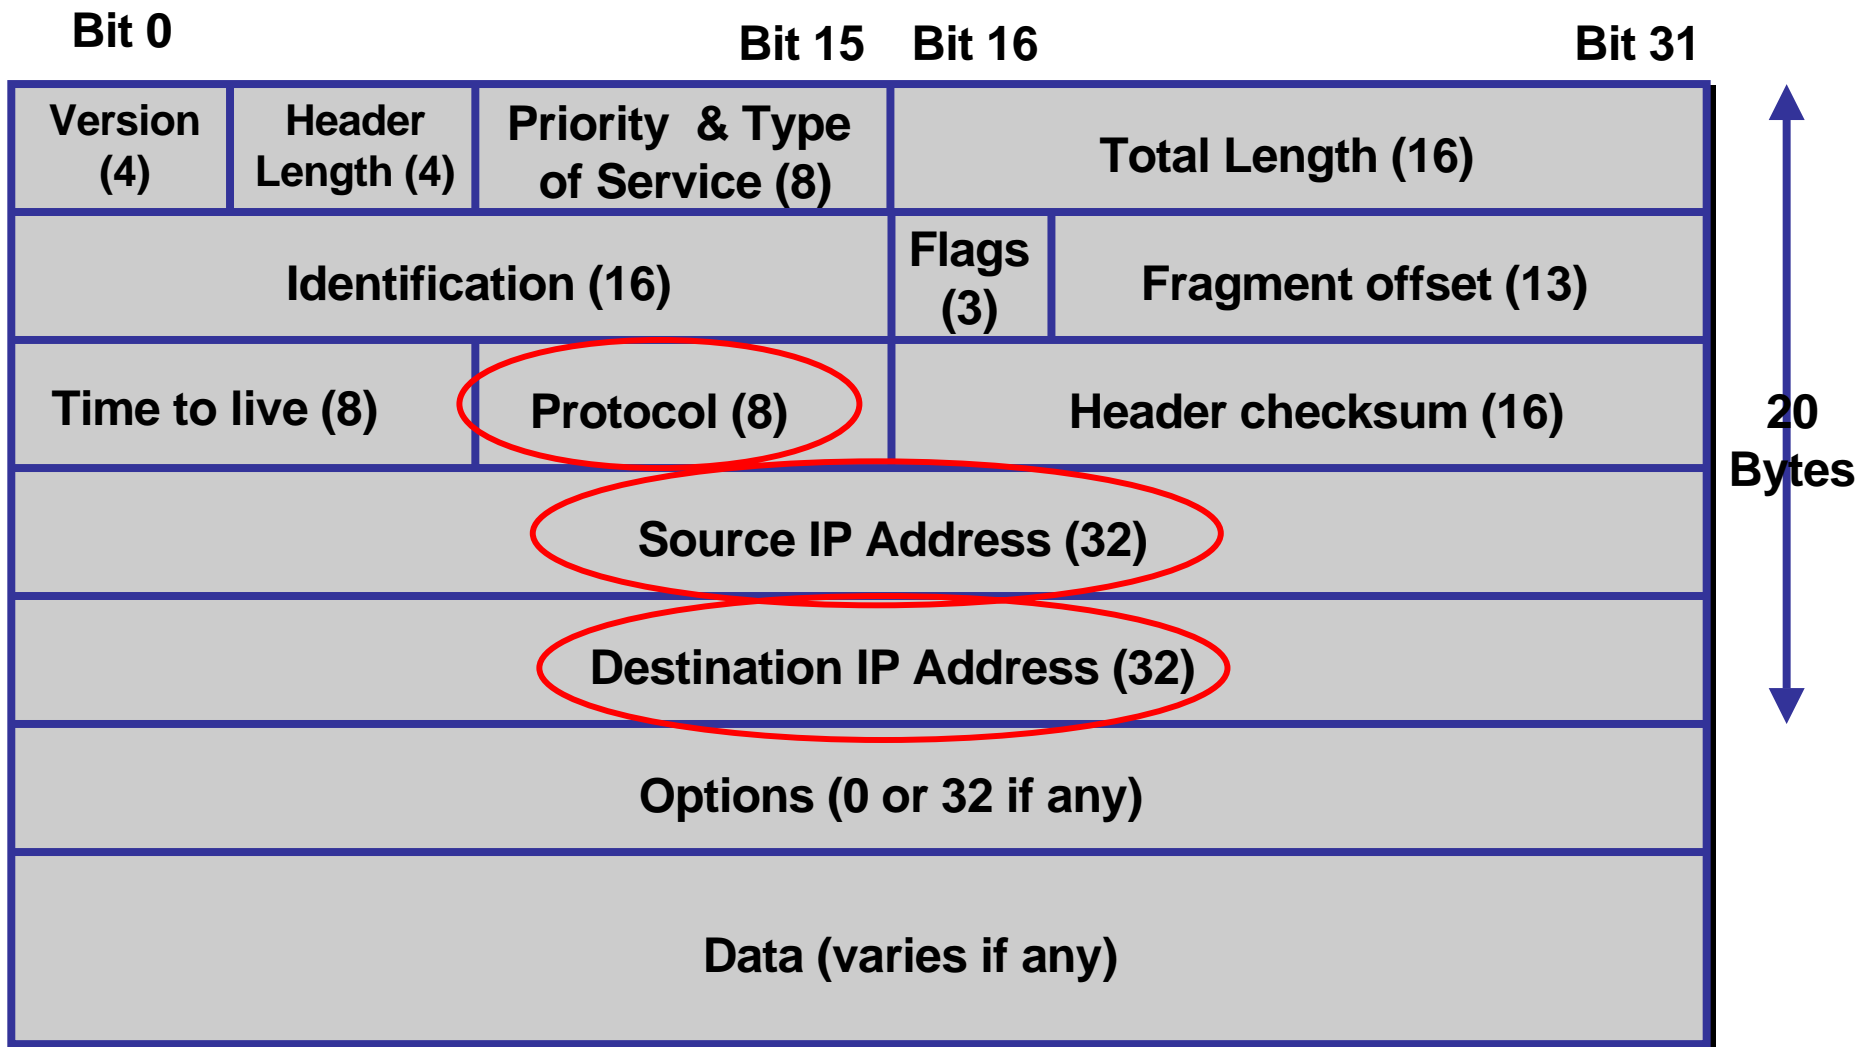 Bit 0 Bit 15 Bit 16 Bit 31
Version
(4)
Header
Length (4)
Priority & Type
of Service (8)
Total Length (16)
Identification (16)
Flags
(3)
Fragment offset (13)
Time to live (8)
Protocol (8)
Header checksum (16)
20
Bytes
Source IP Address (32)
Destination IP Address (32)
Options (0 or 32 if any)
Data (varies if any)